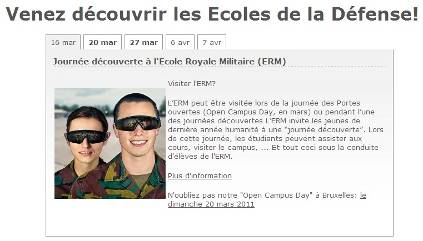 Venez découvrir les Ecoles de la Défense!
16 mar 20 mar 27 mar 6 avr 7 avr
Journée découverte à l'Ecole Royale Militaire (ERM)
Visiter l'ERM?
L'ERM peut être visitée lors de la journée des Portes
ouvertes (Open Campus Day, en mars) ou pendant l'une
des journées découvertes L'ERM invite les jeunes de
dernière année humanité à une "journée découverte". Lors
de cette journée, les étudiants peuvent assister aux
cours, visiter le campus, ... Et tout ceci sous la conduite
d'élèves de l'ERM.
Plus d'information
N'oubliez pas notre "Open Campus Day" à Bruxelles: le
dimanche 20 mars 2011